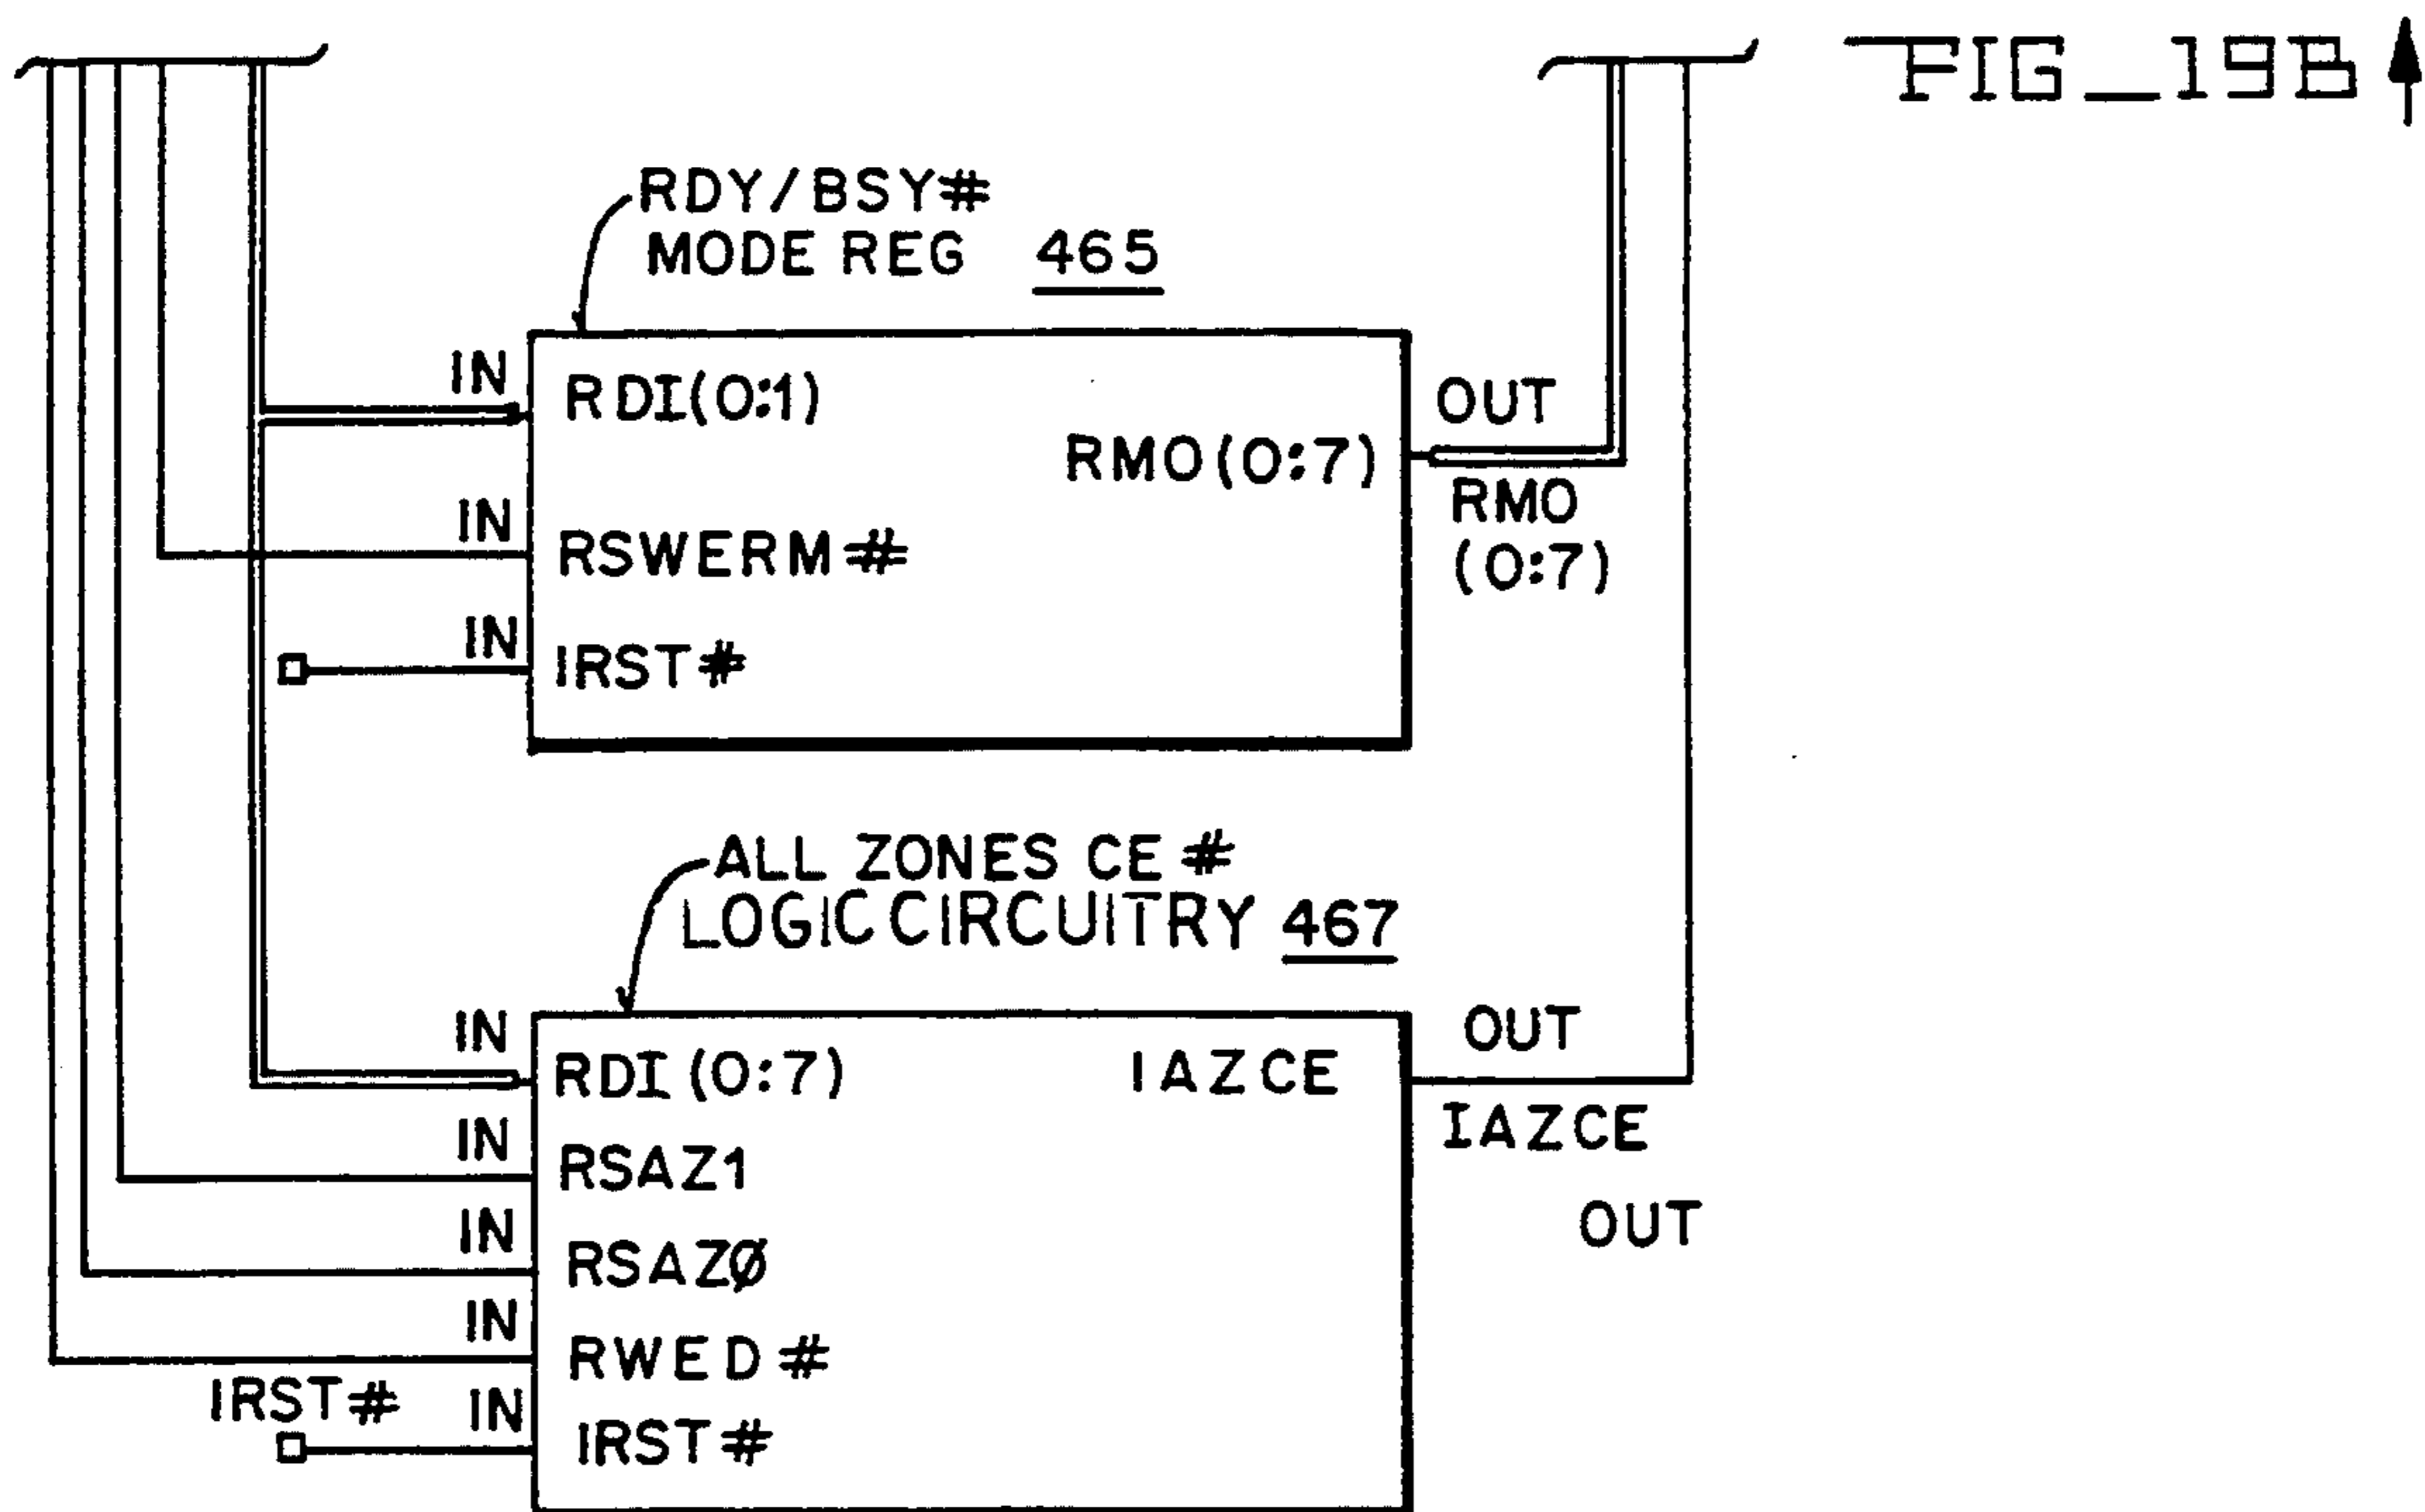 FIG_19B
RDY/BSY#
MODE REG 465
IN
RDI(0:1)
OUT
RMO(0:7)
RMO
(0:7)
IN
RSWERM#
IN
IRST#
ALL ZONES CE #
LOGIC CIRCUITRY 467
IN
RDI (0:7)
IAZCE
OUT
IAZCE
IN
RSAZ1
OUT
IN
RSAZØ
IN
RWED#
IRST#
IN
IRST#